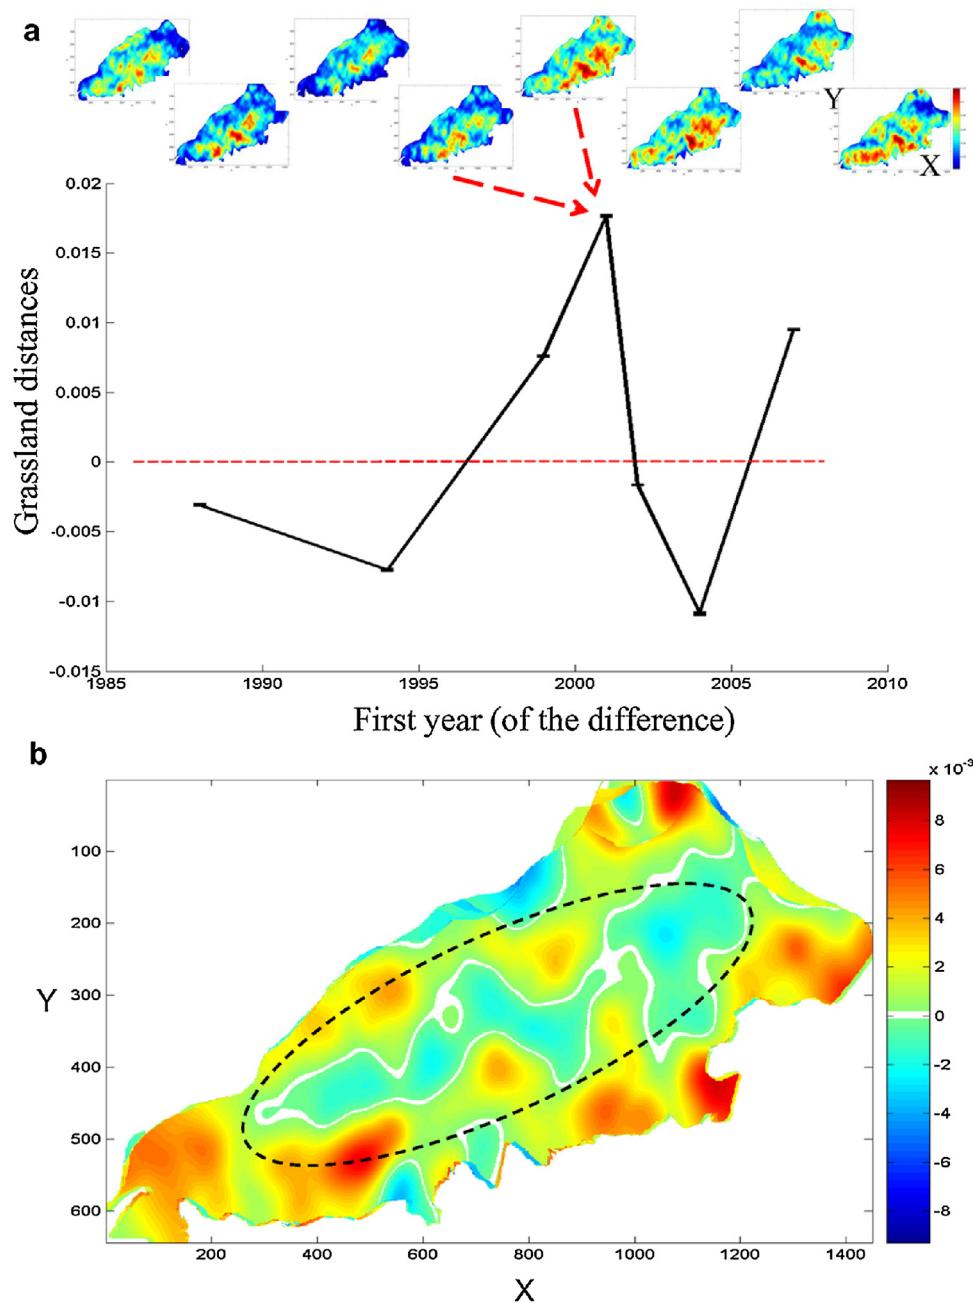 a
Y
X
0.02
0.015
0.01
0.005
0
-0.005
-0.01
-0.015
Grassland distances
1985 1990 1995 2000 2005 2010
First year (of the difference)
b
x 10⁻³
100
200
300
400
500
600
Y
8
6
4
2
0
-2
-4
-6
-8
200 400 600 800 1000 1200 1400
X